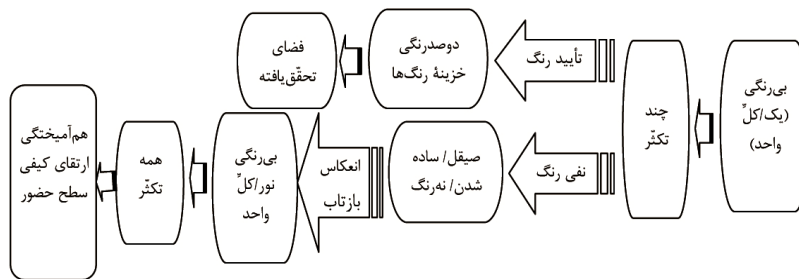 بی‌رنگی
(یک/کلِّ
واحد)
چند
تکثّر
تأیید رنگ
دوصدرنگی
خزینۀ رنگ‌ها
فضای
تحقّق‌یافته
نفی رنگ
صیقل/ ساده
شدن/ نه‌رنگ
انعکاس
بازتاب
بی‌رنگی
نور/کلِّ
واحد
همه
تکثّر
هم‌آمیختگی
ارتقای کیفی
سطح حضور